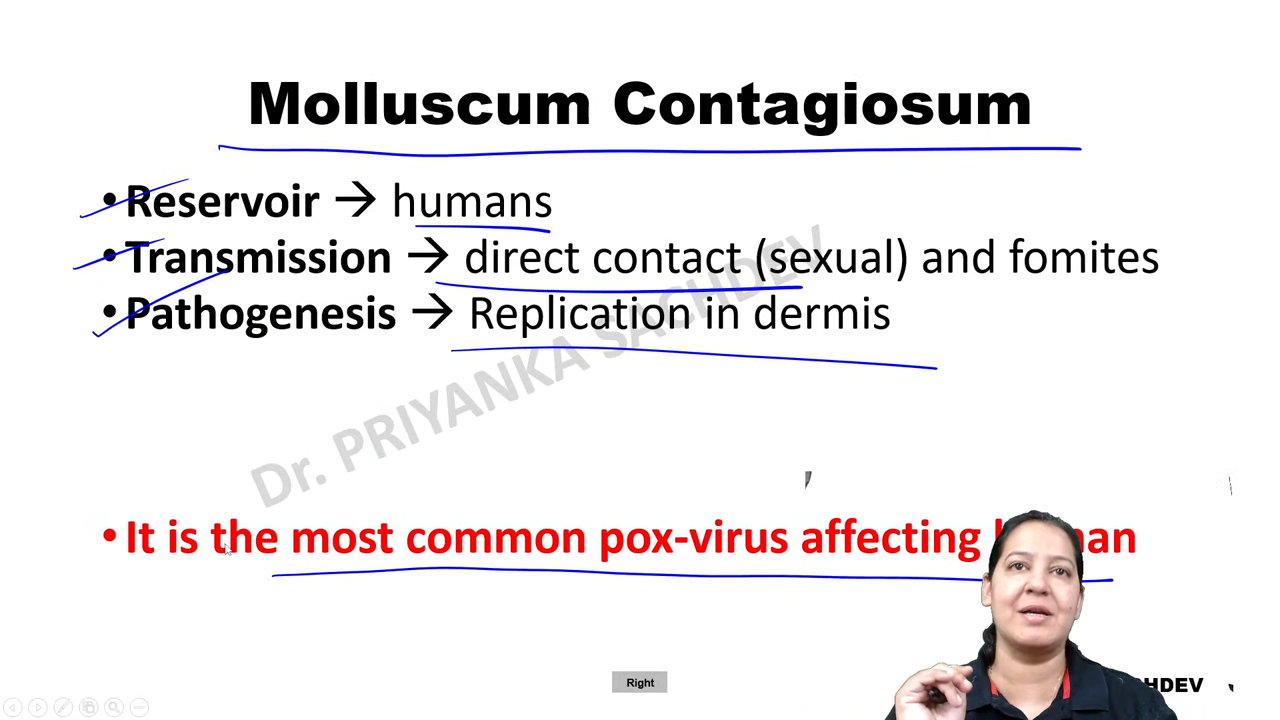 Molluscum Contagiosum
•Reservoir → humans
•Transmission → direct contact (sexual) and fomites
•Pathogenesis → Replication in dermis
Dr. PRIYANKA SACHDEV
•It is the most common pox-virus affecting
Right